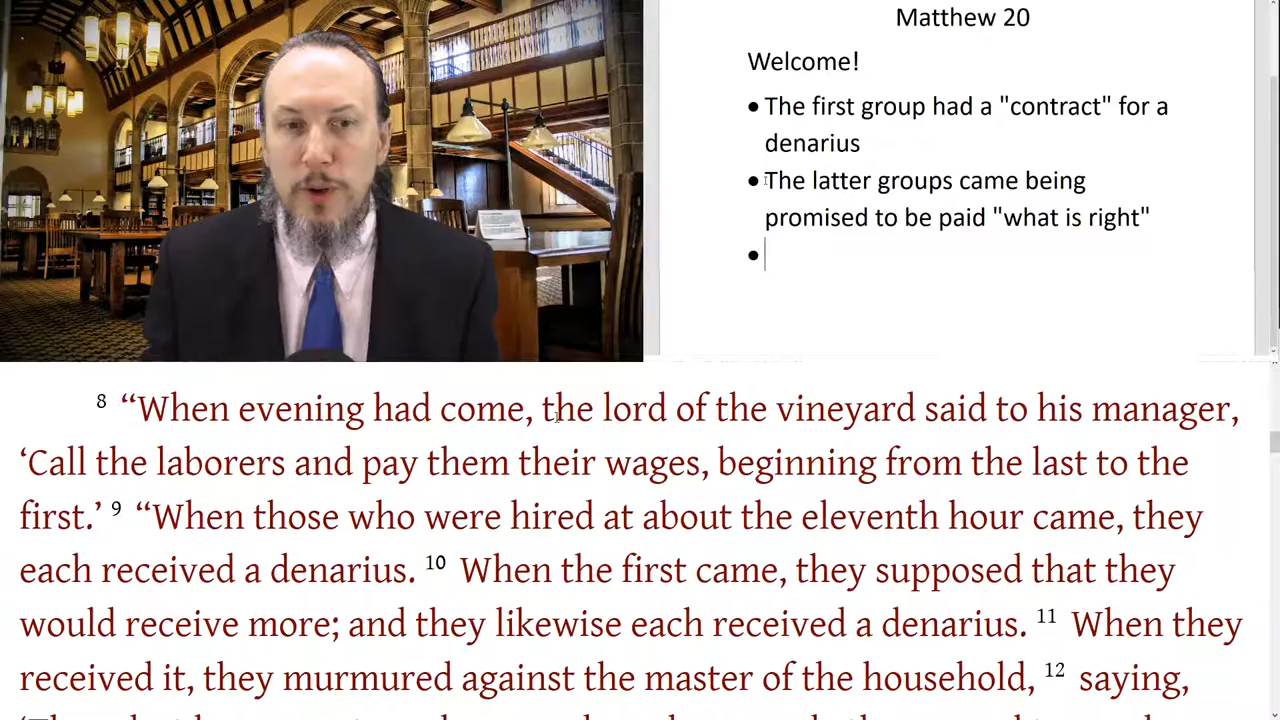 Matthew 20
Welcome!
• The first group had a "contract" for a
denarius
• The latter groups came being
promised to be paid "what is right"
•
8 “When evening had come, the lord of the vineyard said to his manager,
‘Call the laborers and pay them their wages, beginning from the last to the
first.’ 9 “When those who were hired at about the eleventh hour came, they
each received a denarius. 10 When the first came, they supposed that they
would receive more; and they likewise each received a denarius. 11 When they
received it, they murmured against the master of the household, 12 saying,